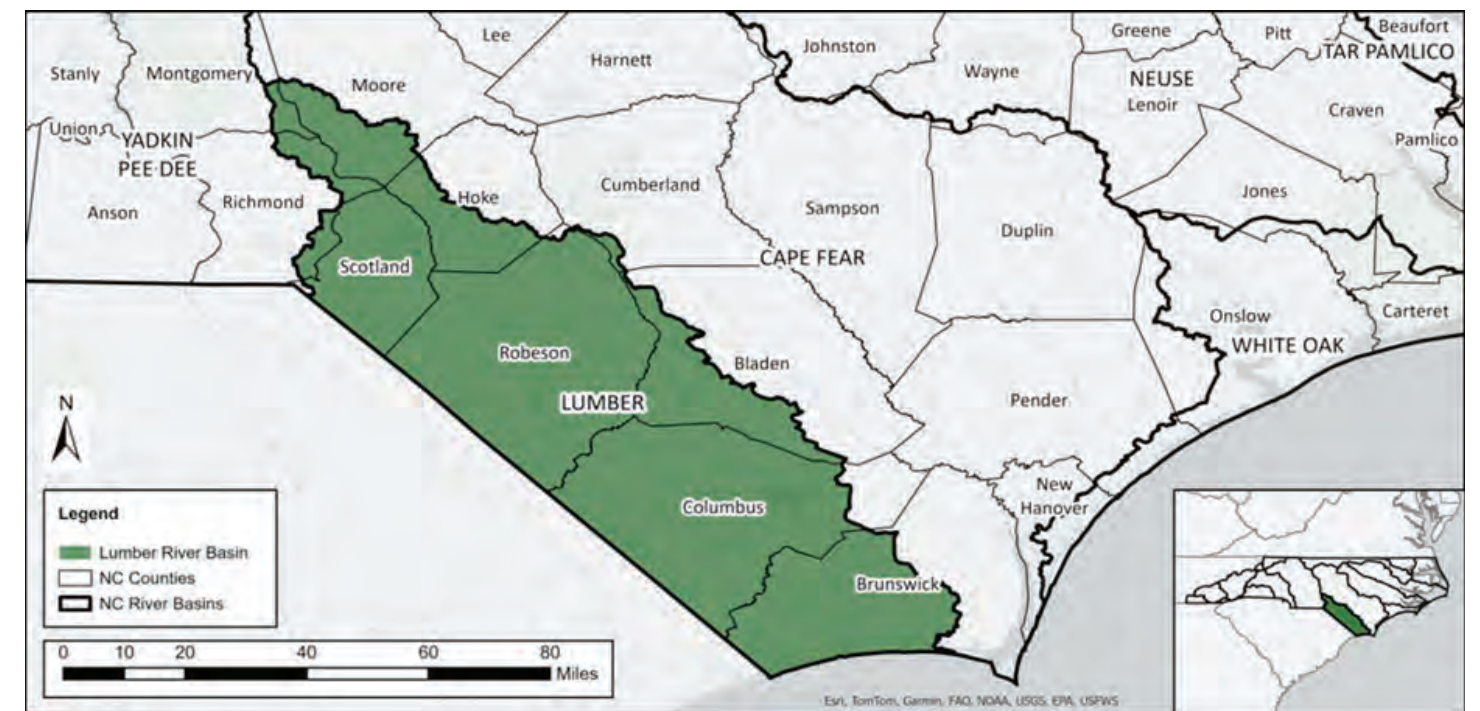 Lee
Johnston
Greene
Pitt
Beaufort
TAR PAMLICO
Stanly
Montgomery
Moore
Harnett
Wayne
NEUSE
Lenoir
Craven
Union
YADKIN
PEE DEE
Pamlico
Anson
Richmond
Hoke
Cumberland
Sampson
Duplin
Jones
Scotland
CAPE FEAR
Onslow
Carteret
WHITE OAK
Robeson
Bladen
LUMBER
Pender
N
Columbus
New
Hanover
Brunswick
Legend
Lumber River Basin
NC Counties
NC River Basins
0 10 20 40 60 80
Miles
Esri, TomTom, Garmin, FAO, NOAA, USGS, EPA, USFWS